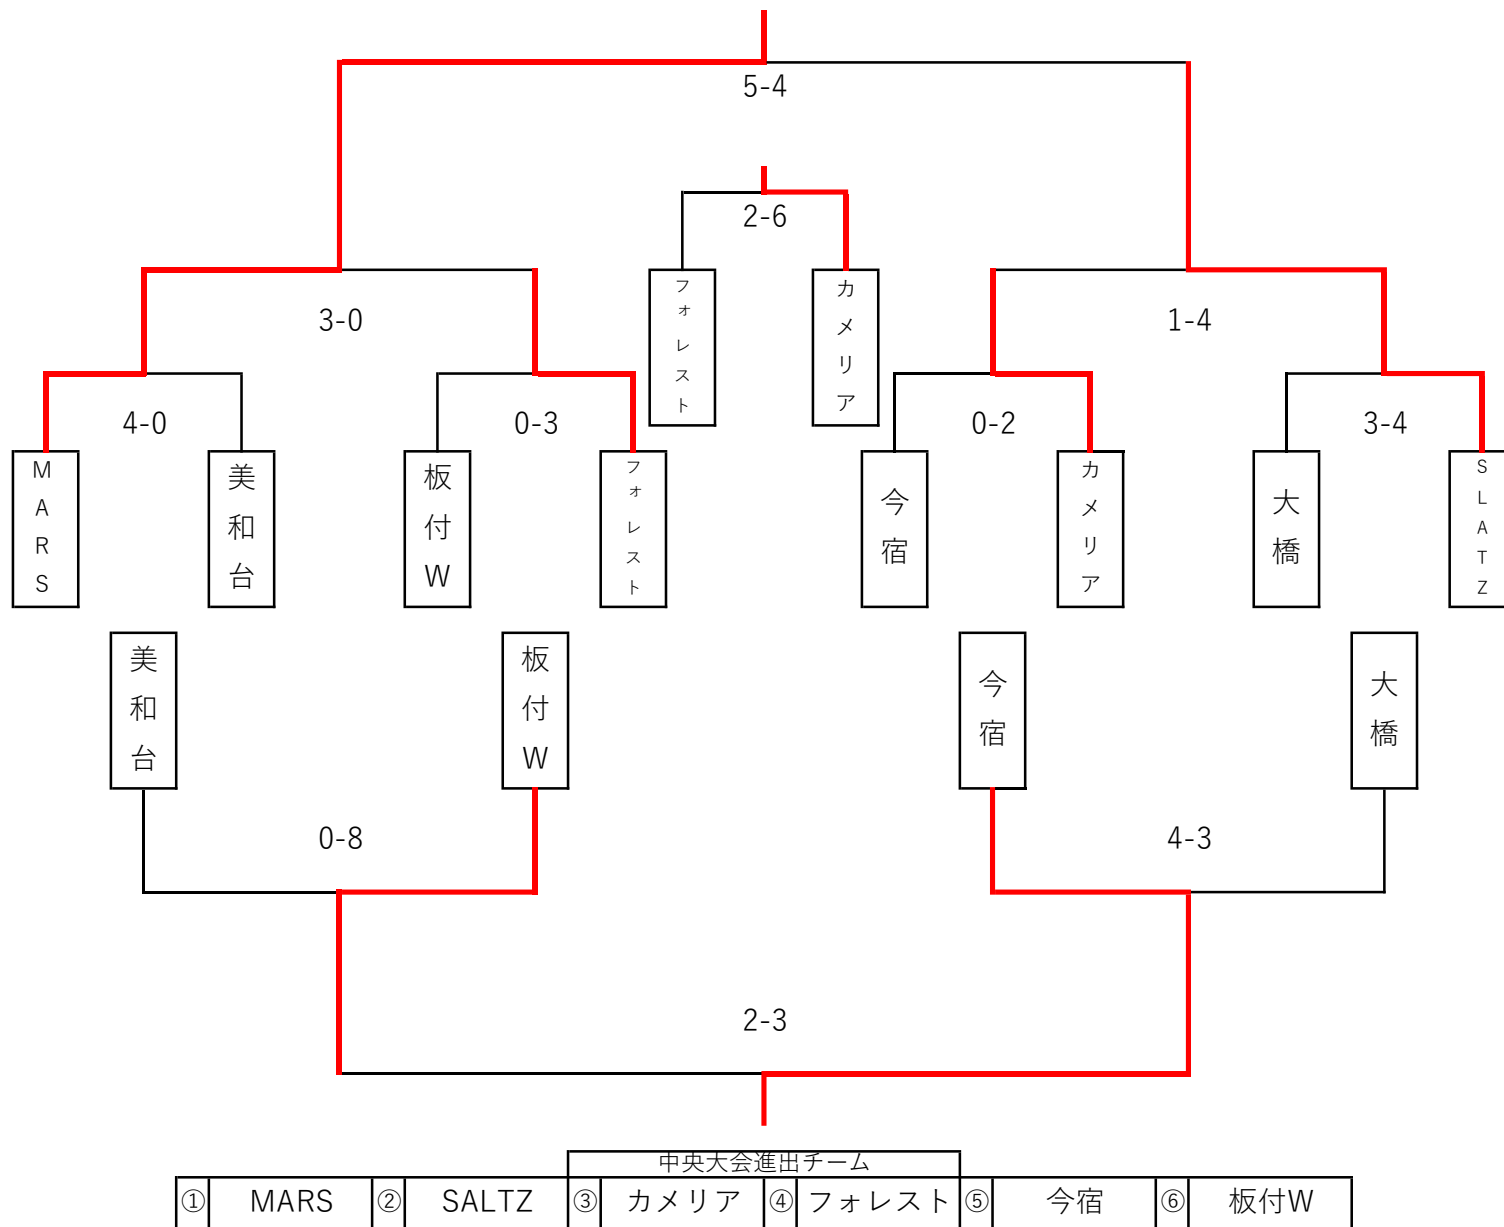 5-4
2-6
フォレスト
カメリア
3-0
1-4
4-0
0-3
0-2
3-4
MARS
美和台
板付W
フォレスト
今宿
カメリア
大橋
SLATZ
美和台
板付W
今宿
大橋
0-8
4-3
2-3
中央大会進出チーム
① MARS ② SALTZ ③ カメリア ④ フォレスト ⑤ 今宿 ⑥ 板付W